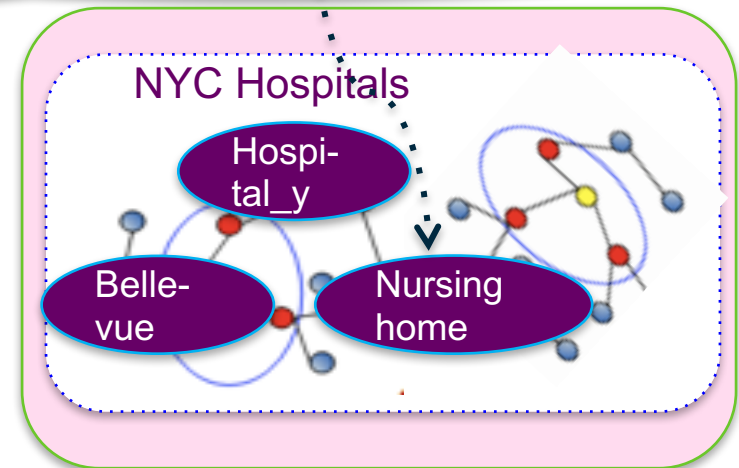 NYC Hospitals
Hospi-
tal_y
Belle-
vue
Nursing
home